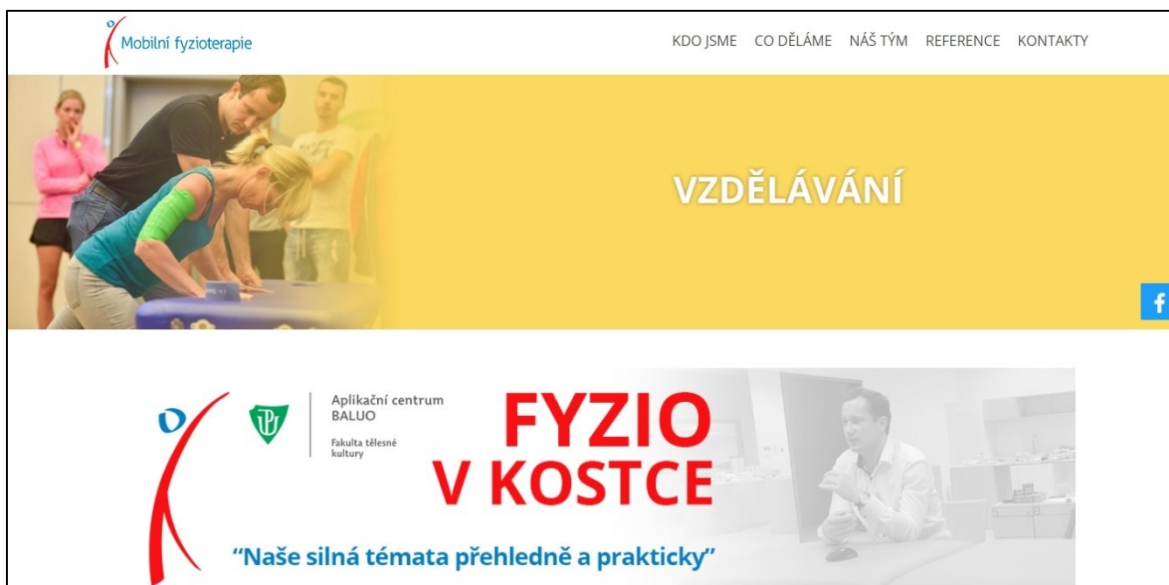 Mobilní fyzioterapie
KDO JSME CO DĚLÁME NÁŠ TÝM REFERENCE KONTAKTY
VZDĚLÁVÁNÍ
Aplikační centrum
BALUO
Fakulta tělesné
kultury
FYZIO
V KOSTCE
“Naše silná témata přehledně a prakticky”